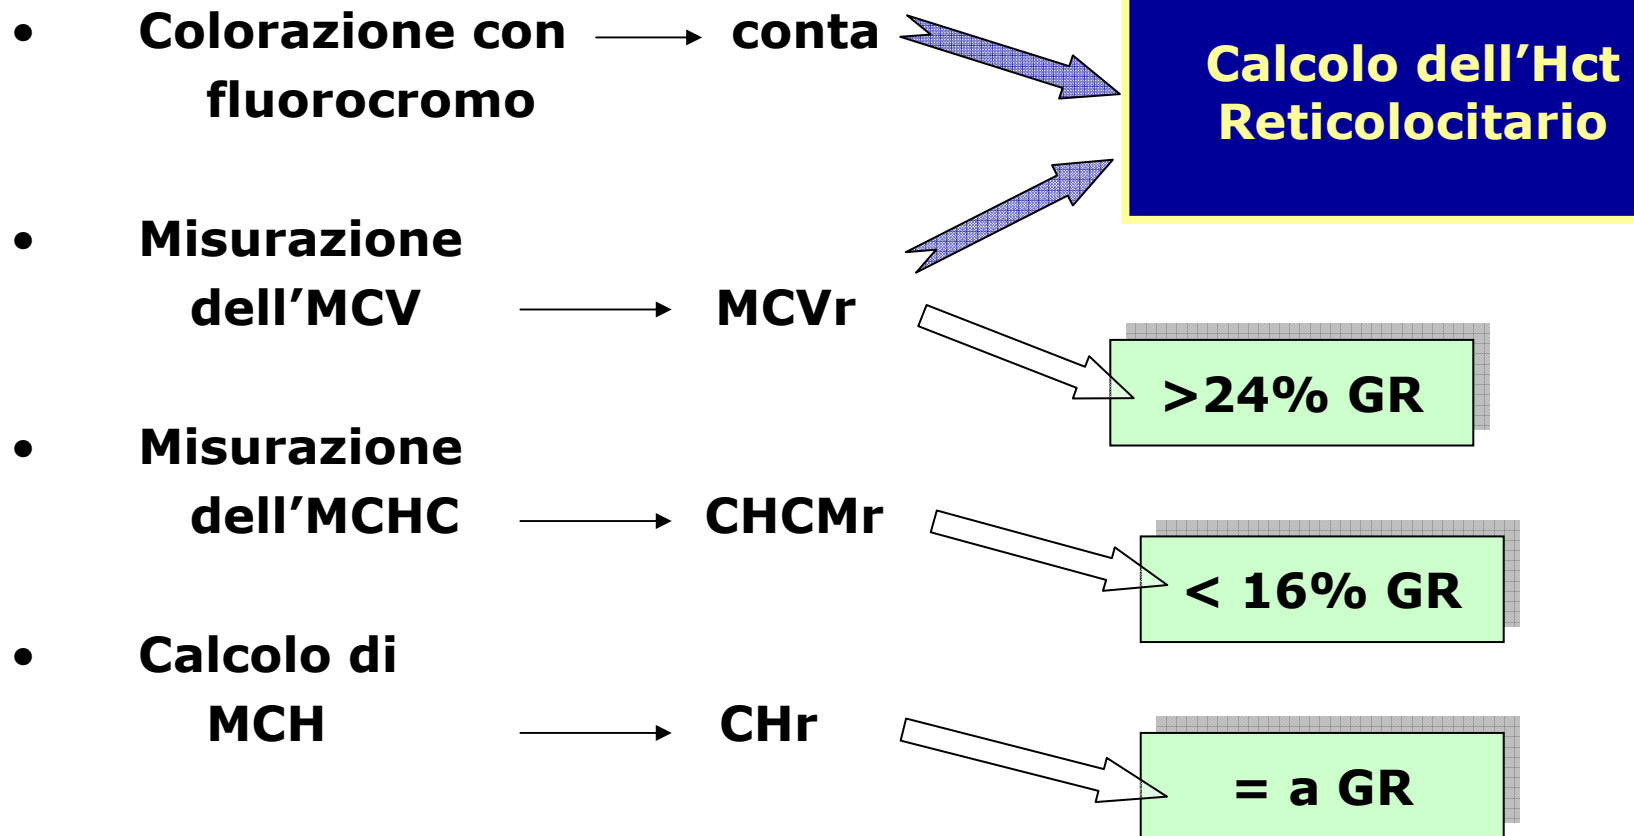 • Colorazione con → conta
fluorocromo
Calcolo dell’Hct
Reticolocitario
• Misurazione
dell’MCV → MCVr
>24% GR
• Misurazione
dell’MCHC → CHCMr
< 16% GR
• Calcolo di
MCH → CHr
= a GR